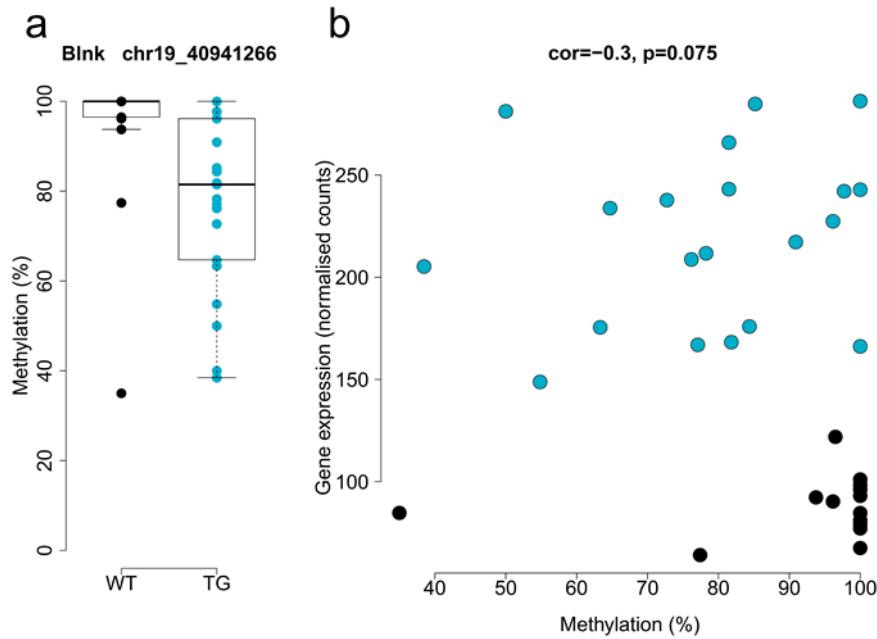 a
Blnk chr19_40941266
Methylation (%)
100
80
60
40
20
0
WT TG
b
cor=−0.3, p=0.075
Gene expression (normalised counts)
250
200
150
100
40 50 60 70 80 90 100
Methylation (%)